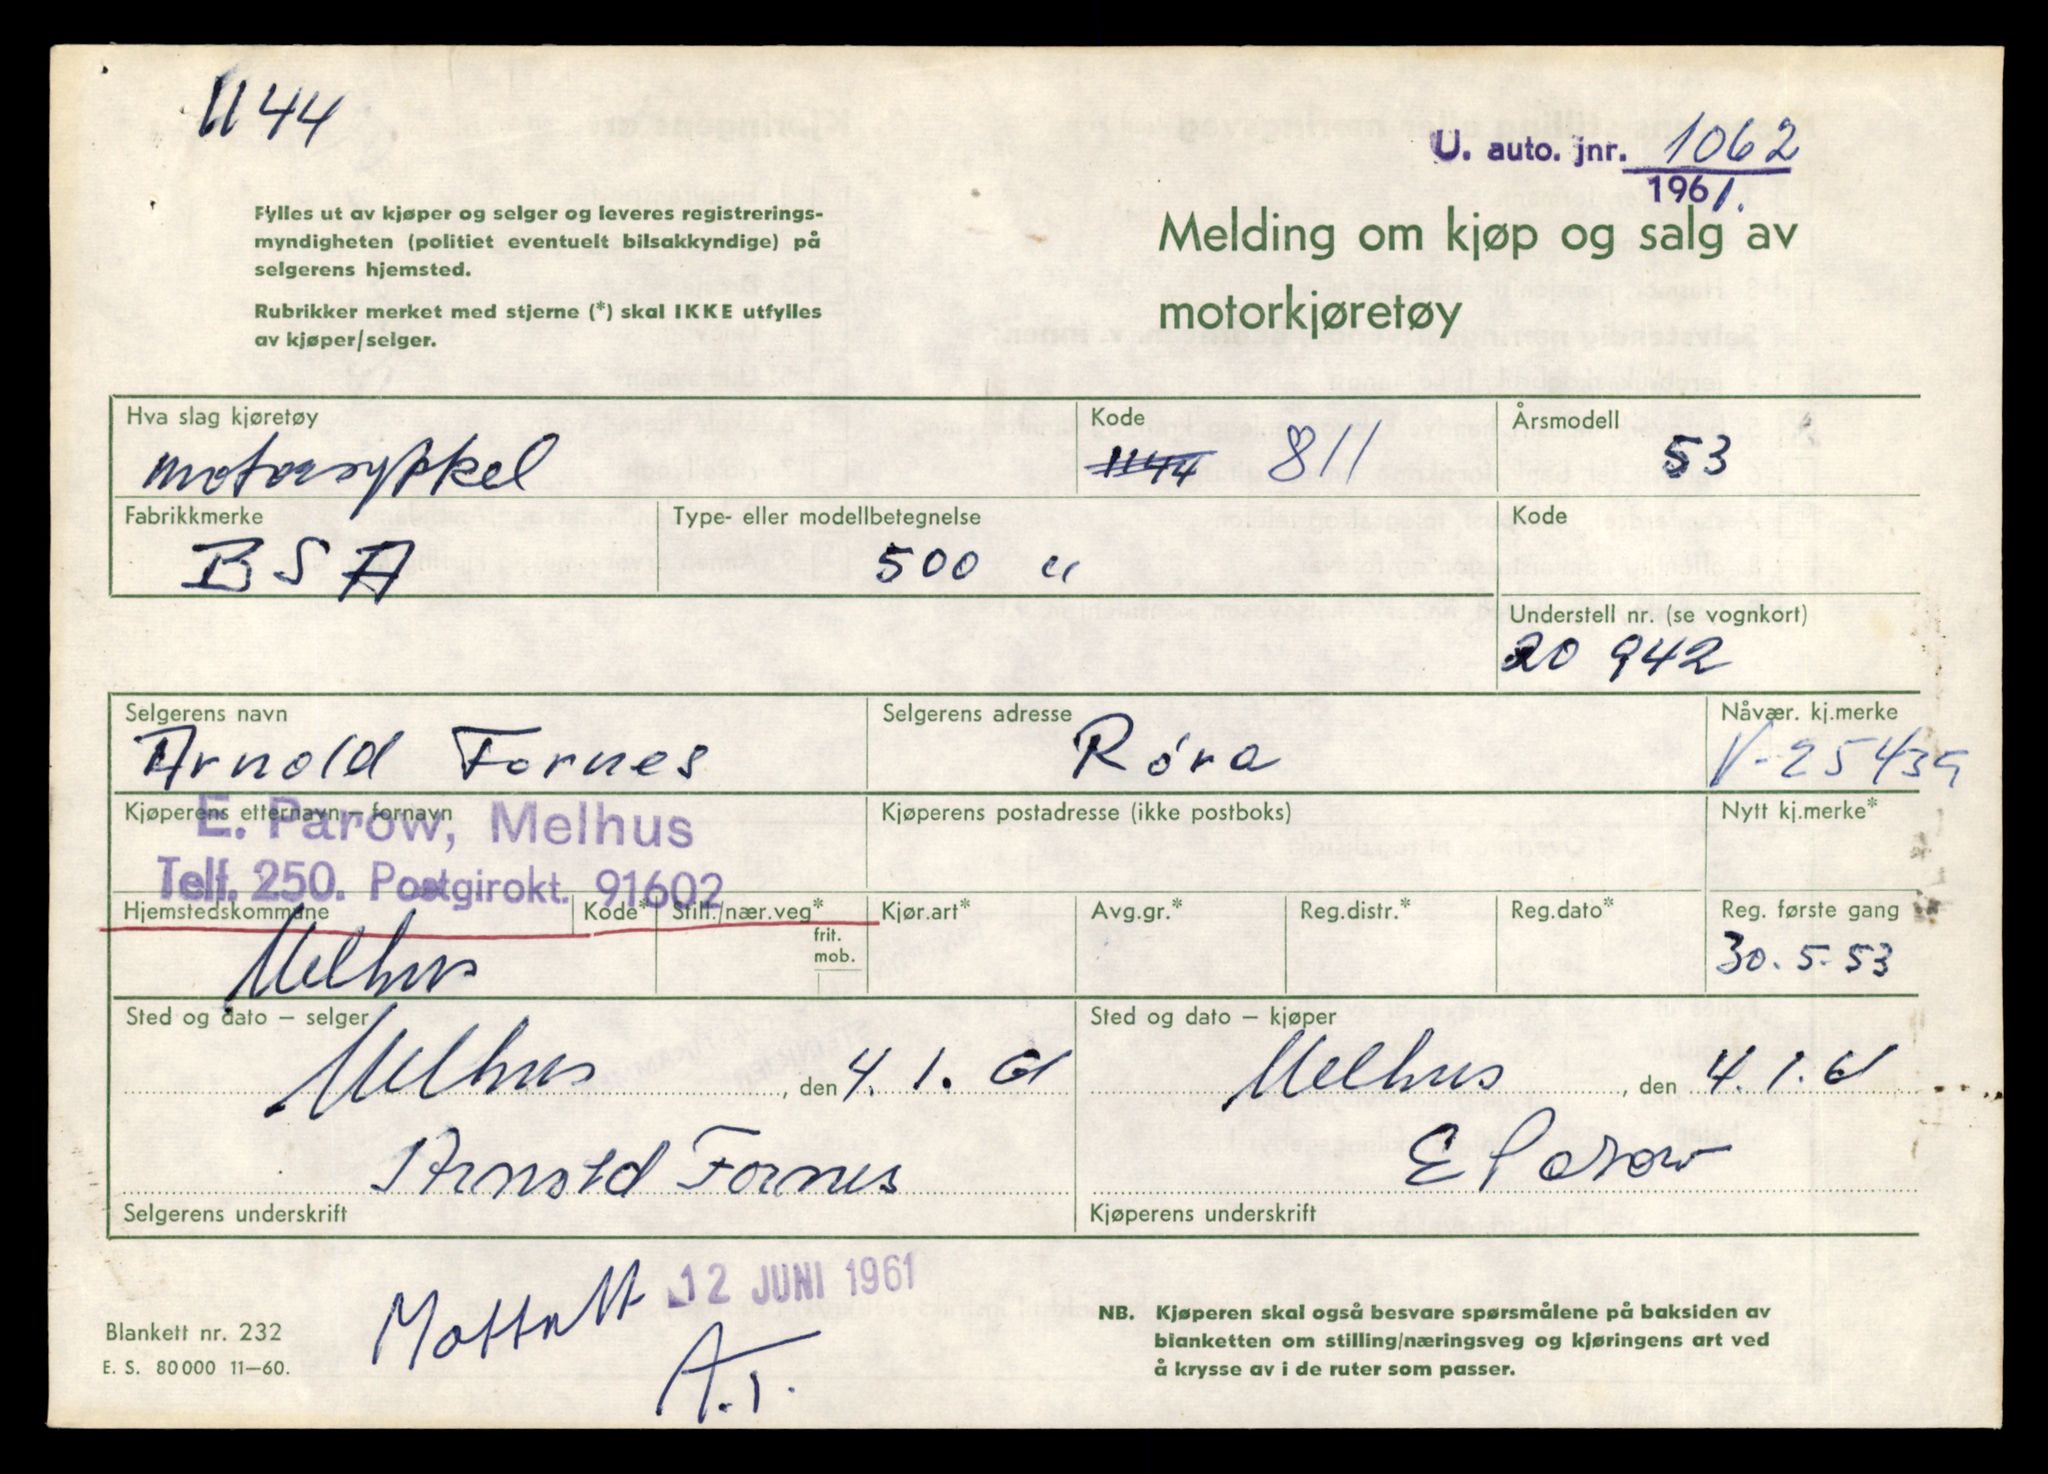 1144
U. auto. jnr. 1062
1961.
Fylles ut av kjøper og selger og leveres registrerings-
myndigheten (politiet eventuelt bilsakkyndige) på
selgerens hjemsted.
Rubrikker merket med stjerne (*) skal IKKE utfylles
av kjøper/selger.
Melding om kjøp og salg av
motorkjøretøy
Hva slag kjøretøy
Kode
Årsmodell
motorsykkel
1144 811
53
Fabrikkmerke
Type- eller modellbetegnelse
Kode
BSA
500
Understell nr. (se vognkort)
20 942
Selgerens navn
Selgerens adresse
Nåvær. kj.merke
Arnold Fornes
Røra
V-25439
Kjøperens etternavn – fornavn
Kjøperens postadresse (ikke postboks)
Nytt kj.merke*
E. Parow, Melhus
Telf. 250. Postgirokt. 91602
Hjemstedskommune
Kode*
Still./nær.veg*
Kjør.art*
Avg.gr.*
Reg.distr.*
Reg.dato*
Reg. første gang
frit.
mob.
Melhus
30.5.53
Sted og dato – selger
Sted og dato – kjøper
Melhus, den 4.1.61
Melhus, den 4.1.61
Arnold Fornes
E Parow
Selgerens underskrift
Kjøperens underskrift
Mottatt 12 JUNI 1961
A.T.
Blankett nr. 232
E. S. 80000 11–60.
NB. Kjøperen skal også besvare spørsmålene på baksiden av
blanketten om stilling/næringsveg og kjøringens art ved
å krysse av i de ruter som passer.